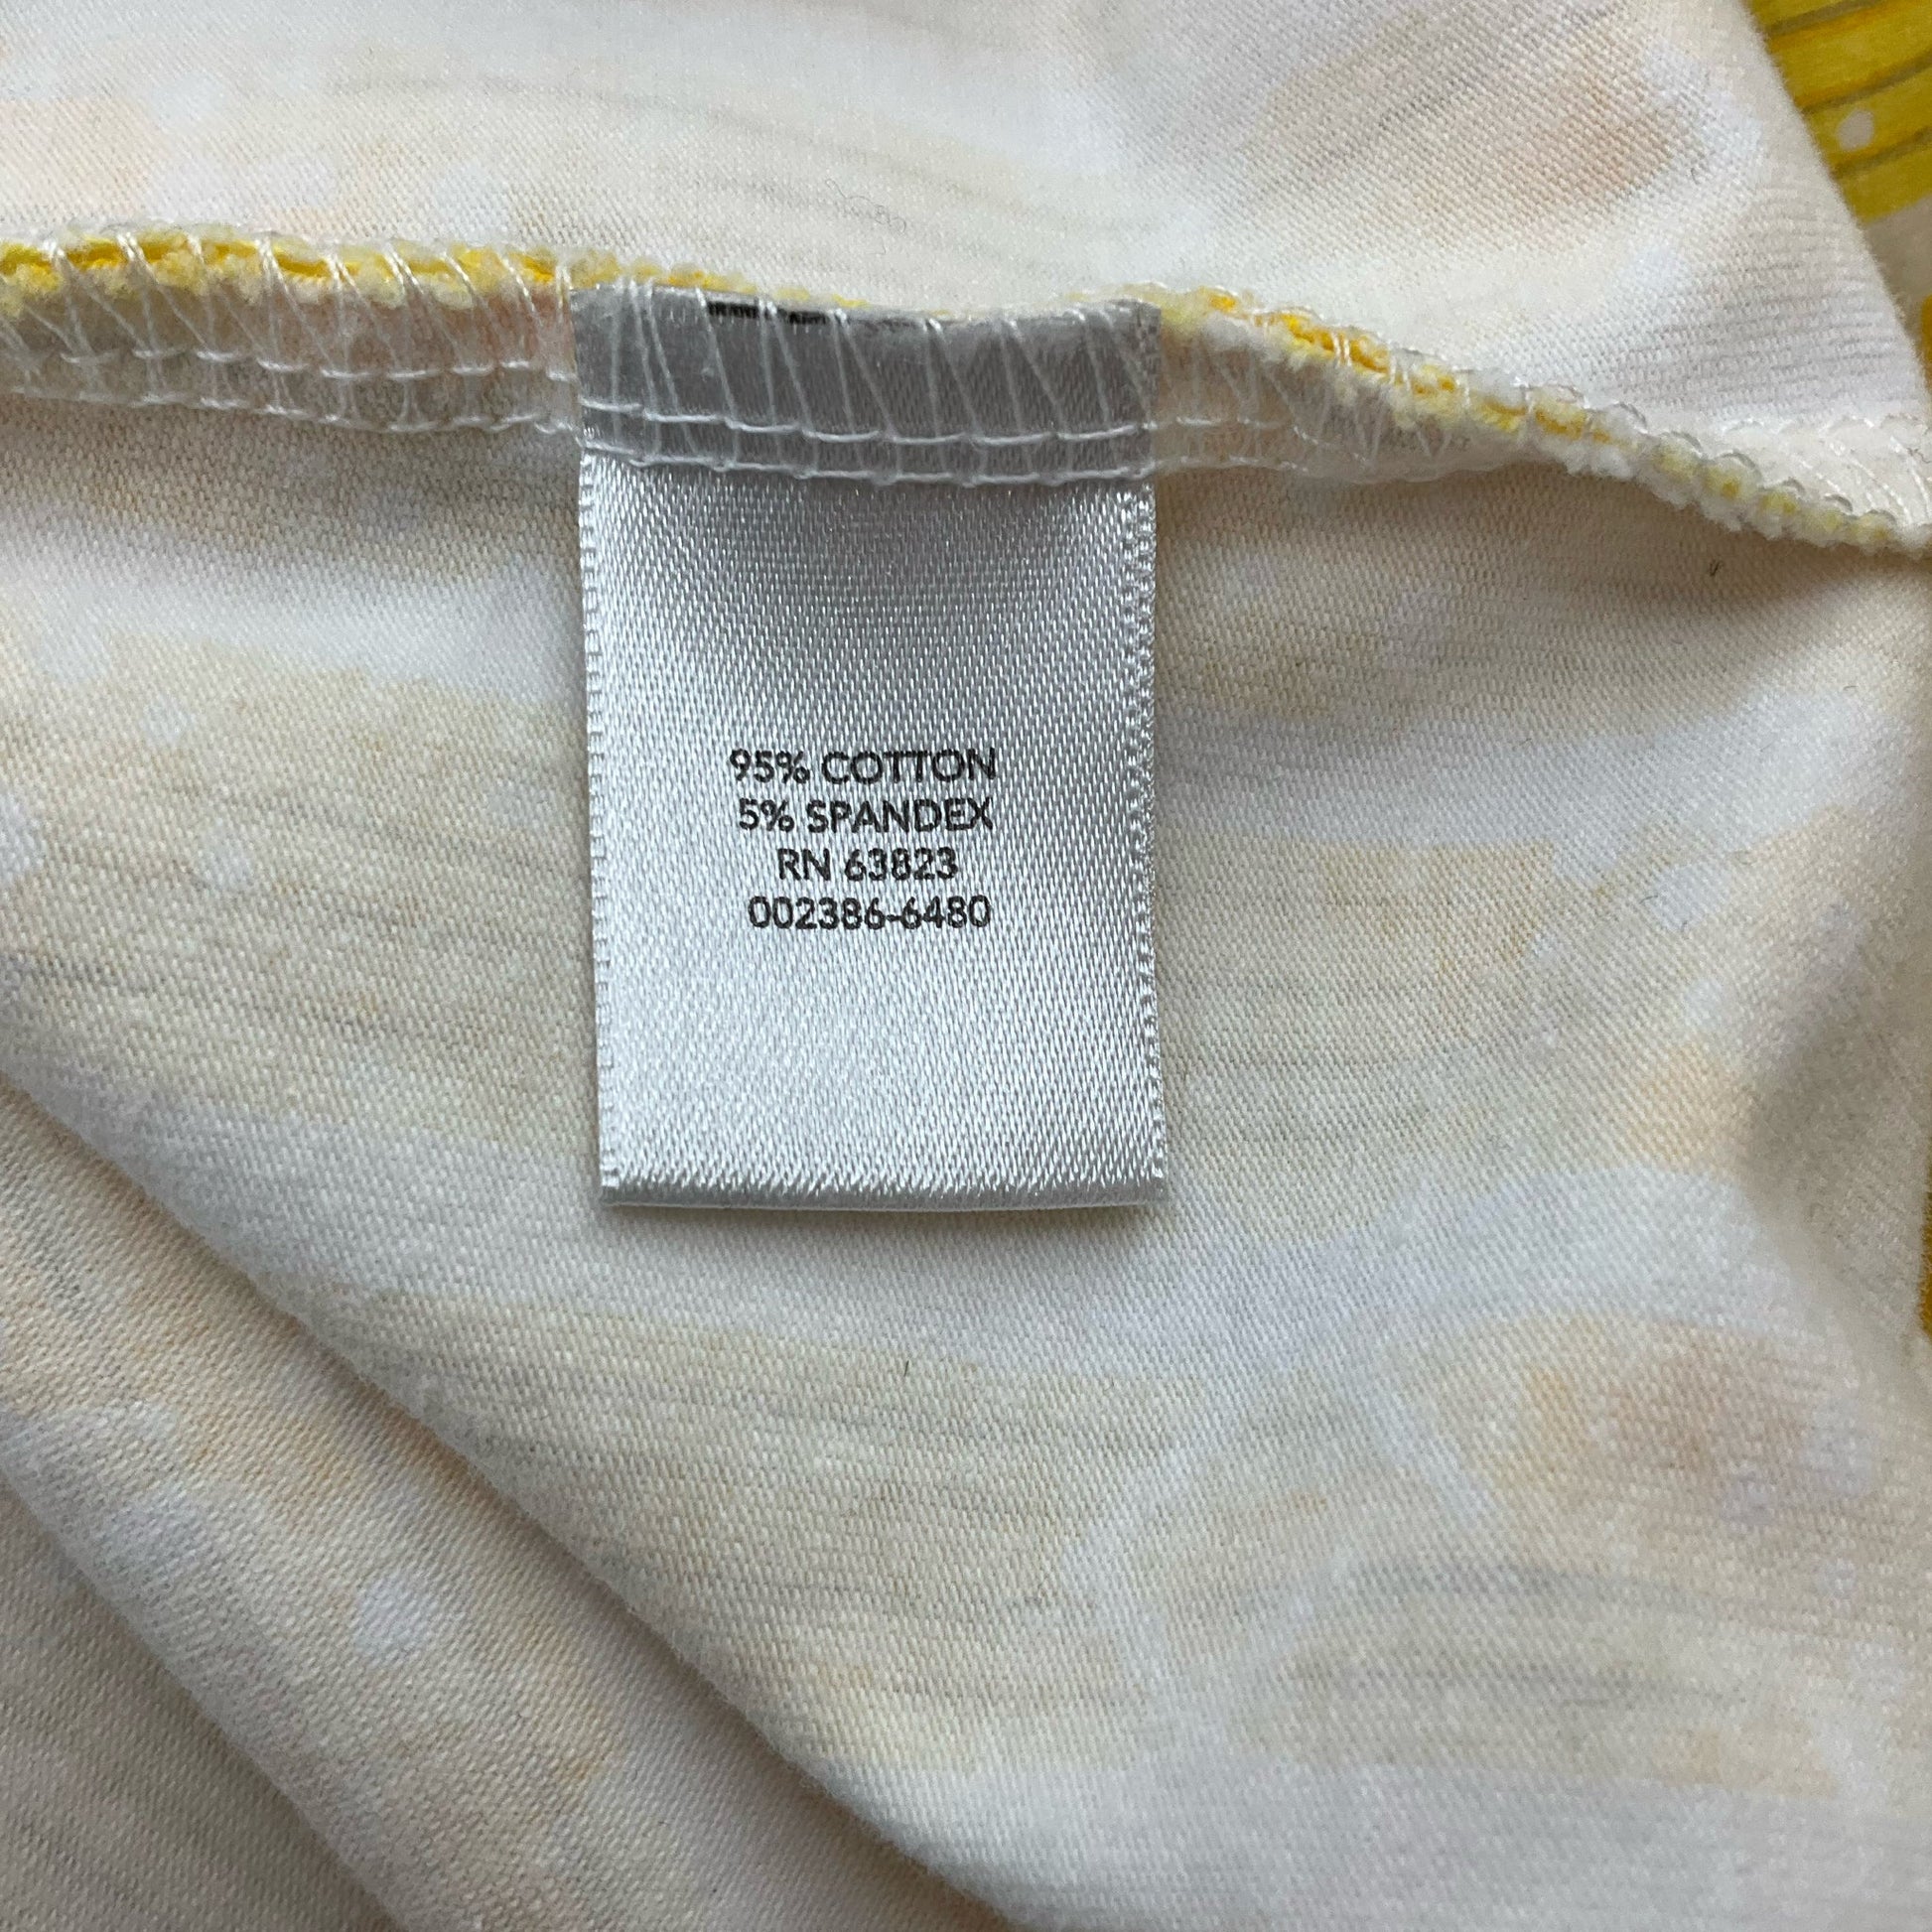 95% COTTON
5% SPANDEX
RN 63823
002386-6480